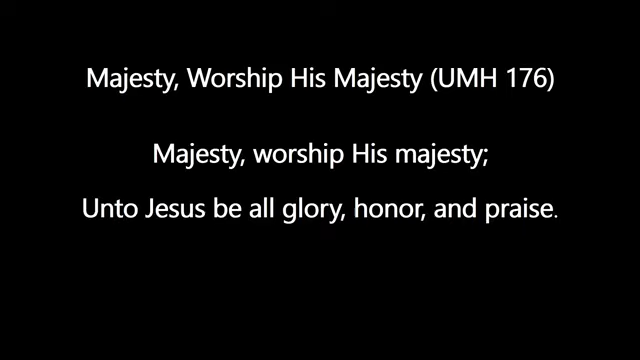 Majesty, Worship His Majesty (UMH 176)
Majesty, worship His majesty;
Unto Jesus be all glory, honor, and praise.